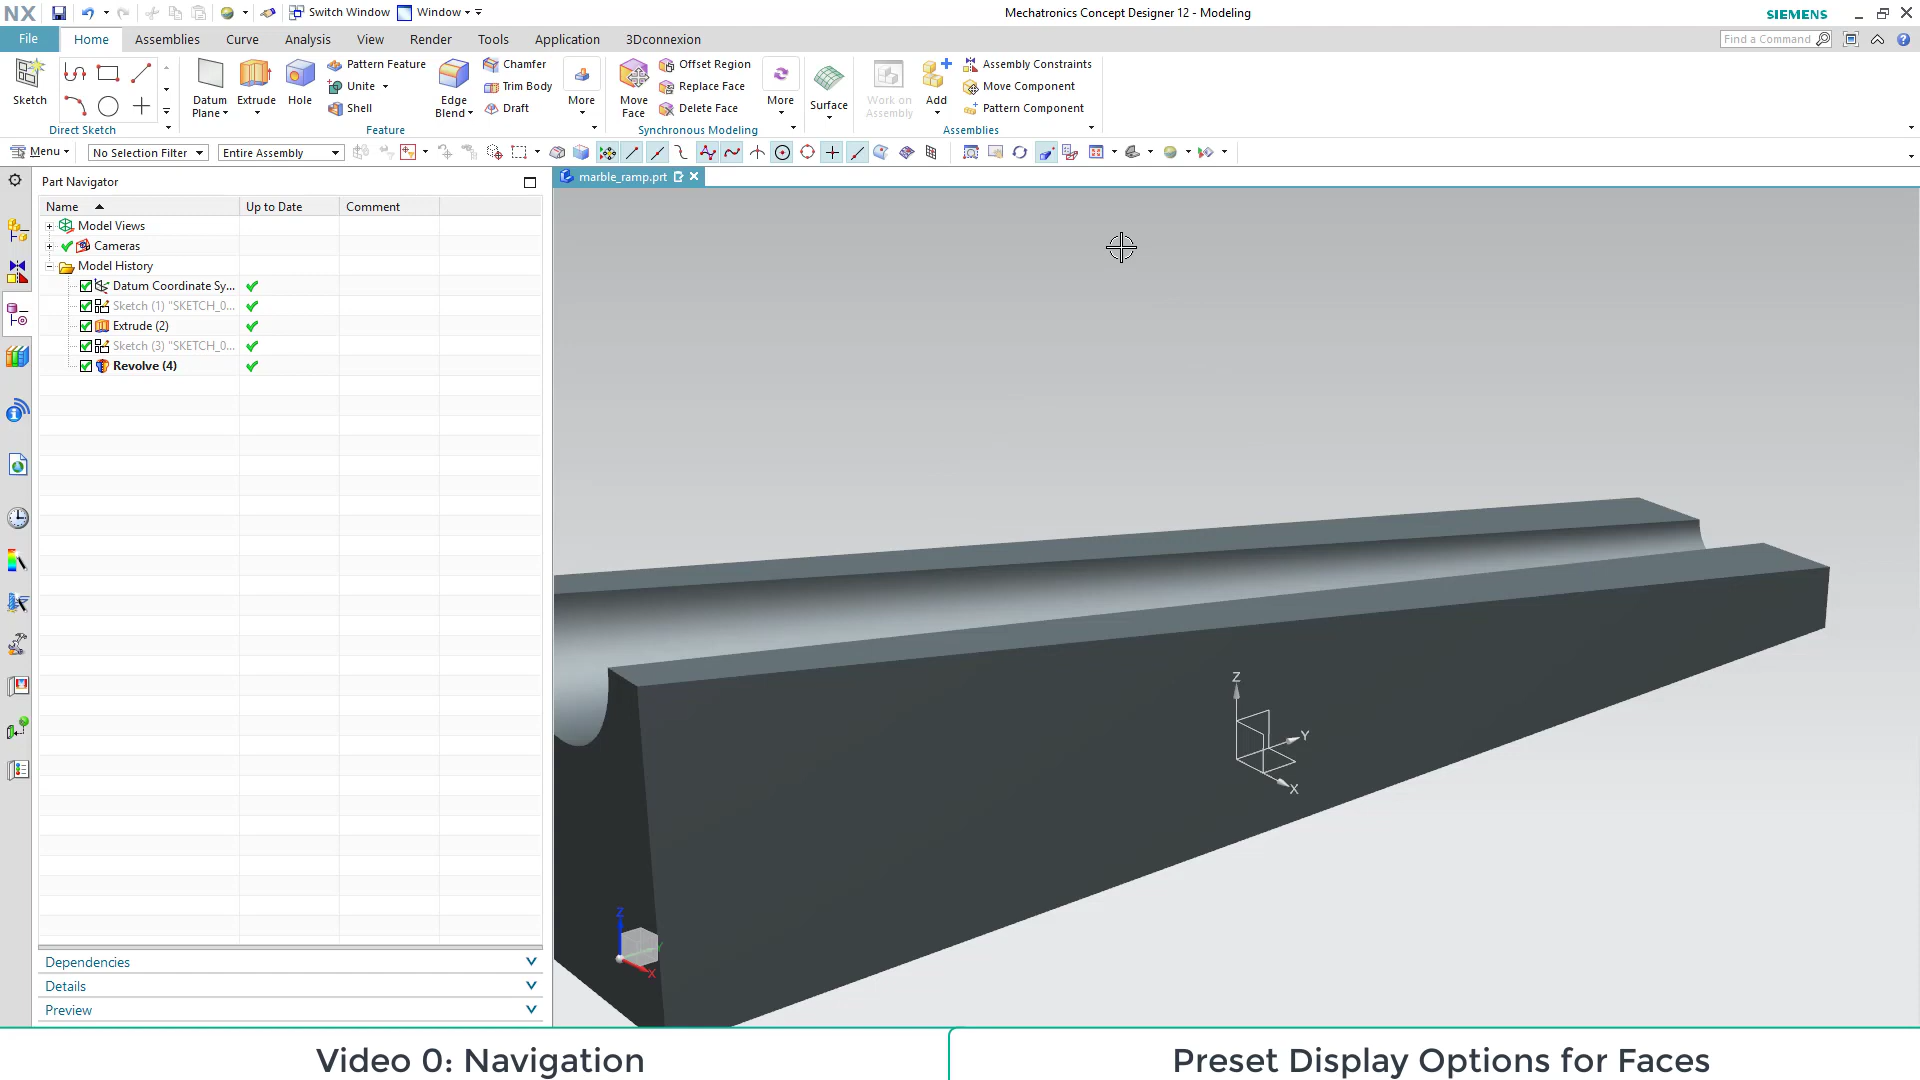 NX
Switch Window
Window
Mechatronics Concept Designer 12 - Modeling
SIEMENS
File
Home
Assemblies
Curve
Analysis
View
Render
Tools
Application
3Dconnexion
Find a Command
Sketch
Direct Sketch
Datum
Plane
Extrude
Hole
Pattern Feature
Unite
Shell
Edge
Blend
Chamfer
Trim Body
Draft
More
Feature
Move
Face
Offset Region
Replace Face
Delete Face
More
Synchronous Modeling
Surface
Work on
Assembly
Add
Assembly Constraints
Move Component
Pattern Component
Assemblies
Menu
No Selection Filter
Entire Assembly
Part Navigator
marble_ramp.prt
Name
Up to Date
Comment
Model Views
Cameras
Model History
Datum Coordinate Sy...
Sketch (1) "SKETCH_0...
Extrude (2)
Sketch (3) "SKETCH_0...
Revolve (4)
Z
Y
X
Z
Y
X
Dependencies
Details
Preview
Video 0: Navigation
Preset Display Options for Faces